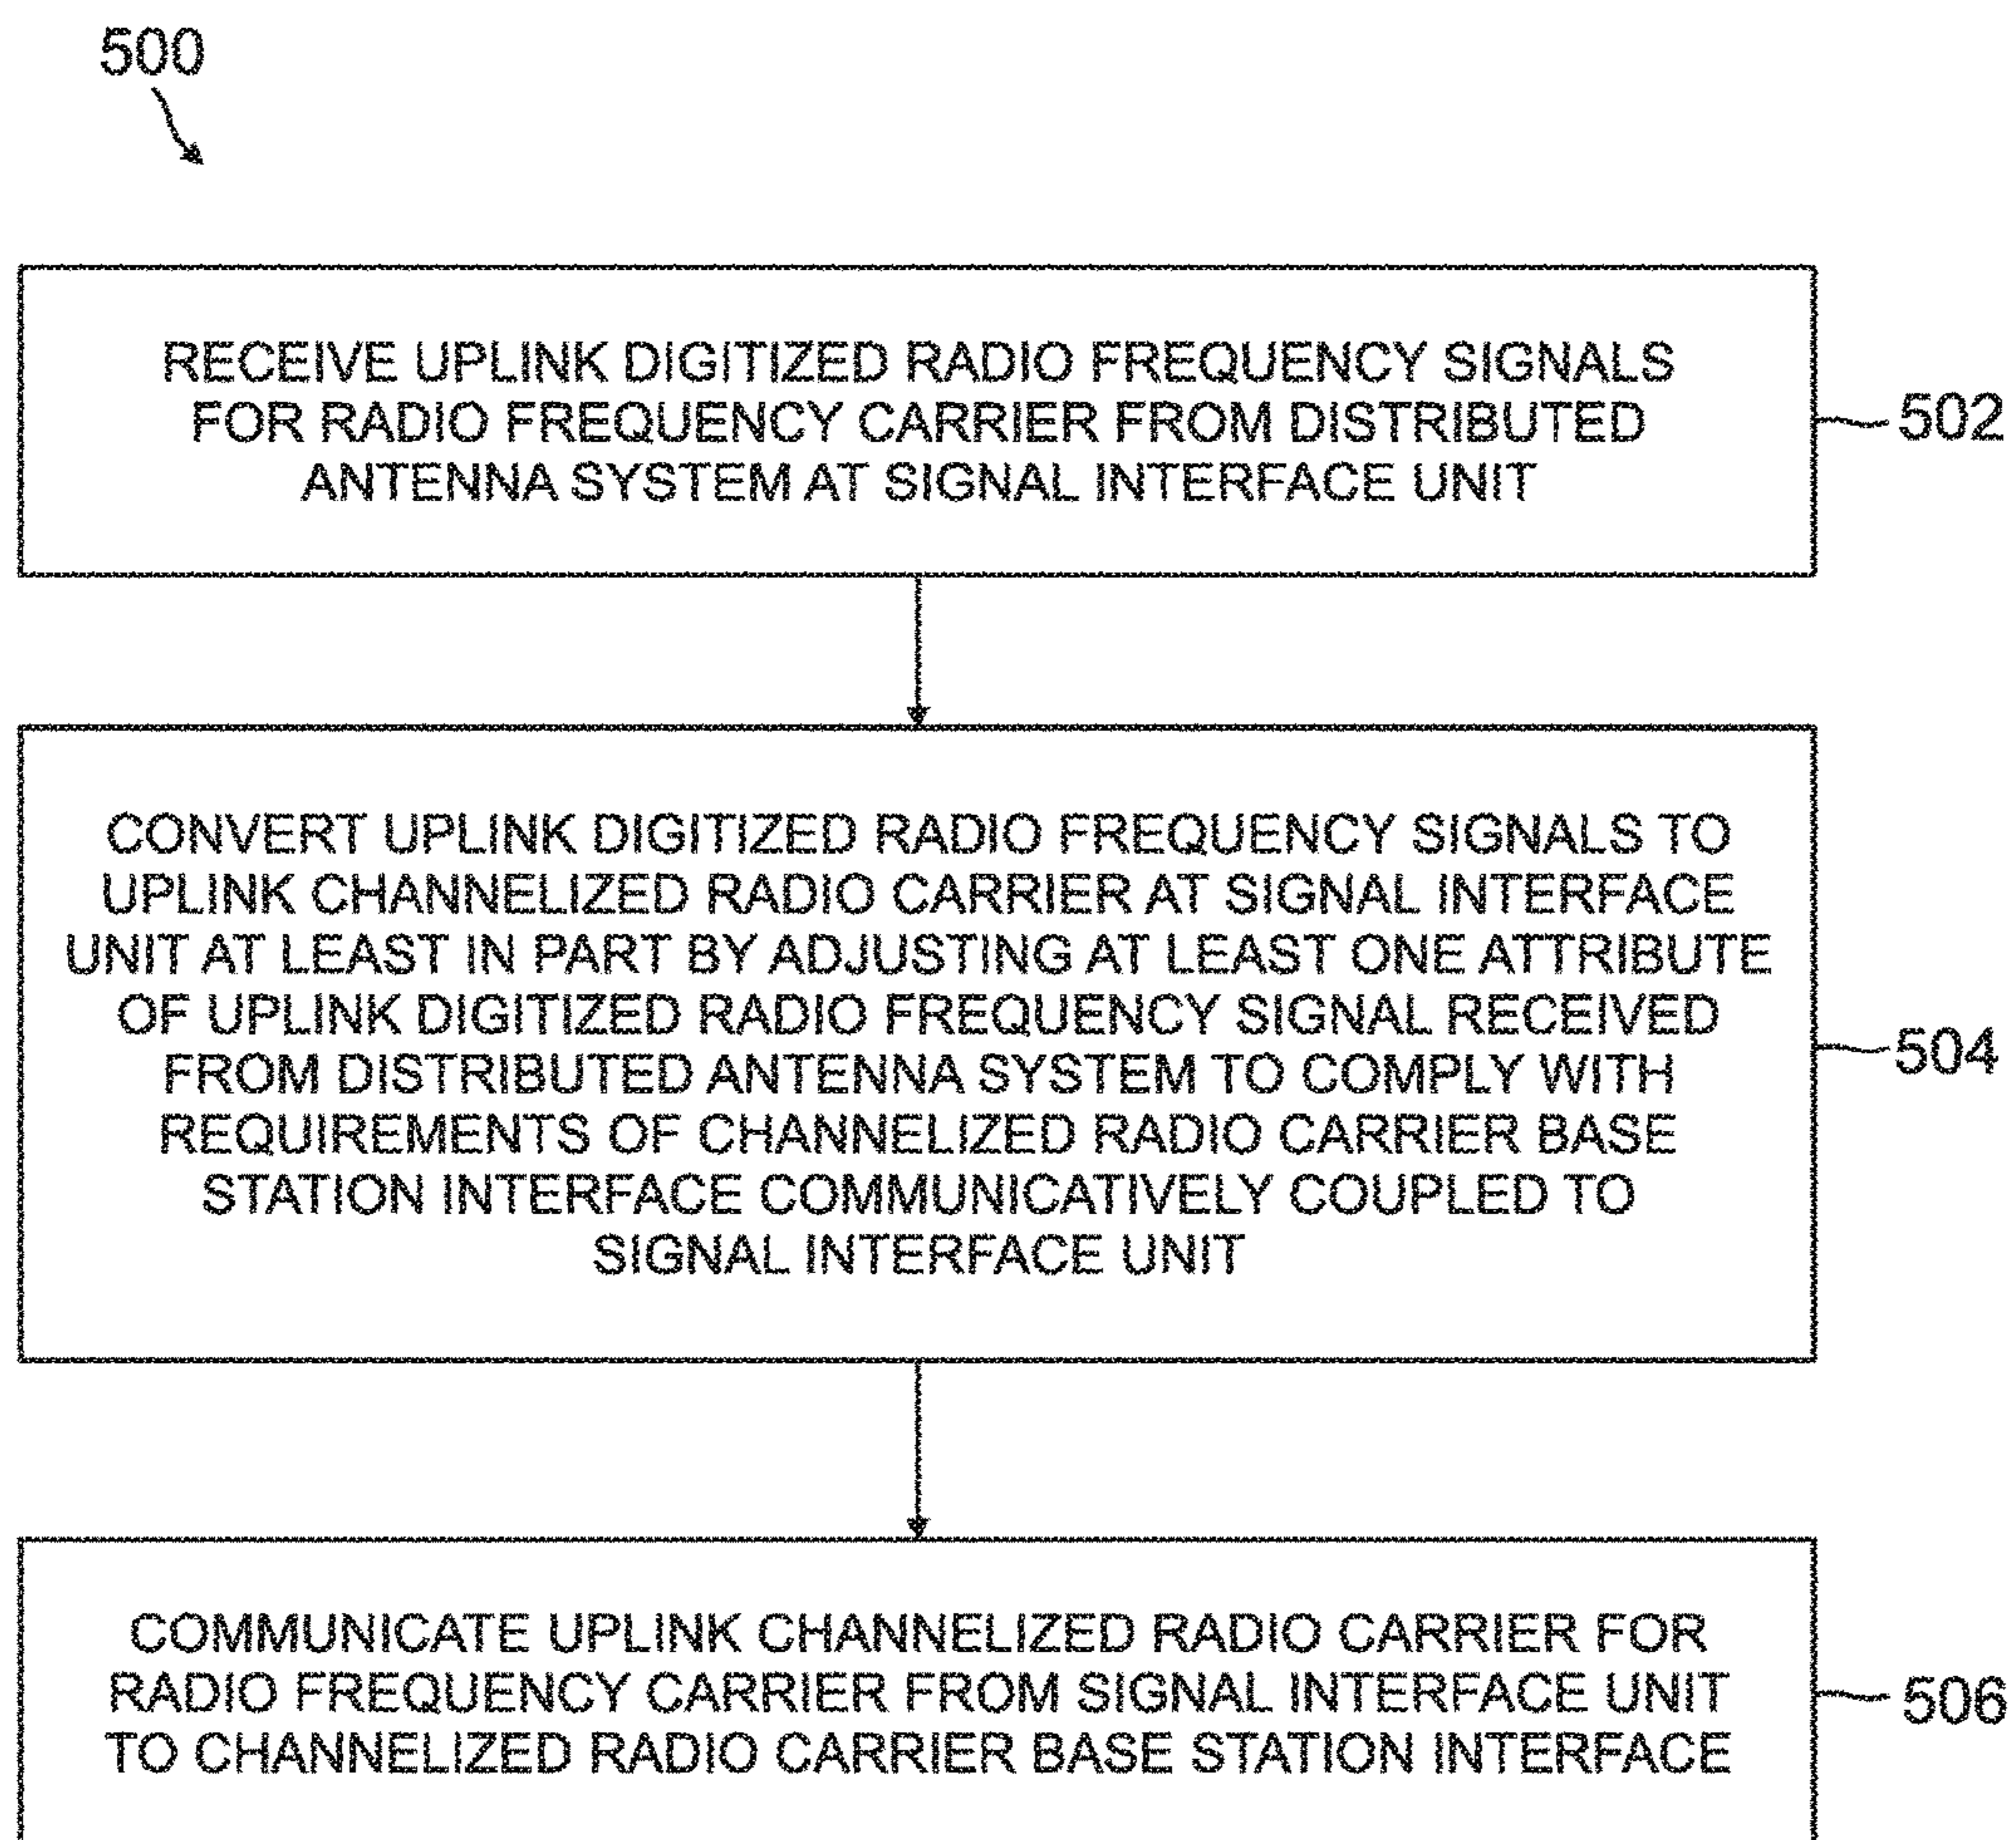 500
RECEIVE UPLINK DIGITIZED RADIO FREQUENCY SIGNALS
FOR RADIO FREQUENCY CARRIER FROM DISTRIBUTED
ANTENNA SYSTEM AT SIGNAL INTERFACE UNIT
502
CONVERT UPLINK DIGITIZED RADIO FREQUENCY SIGNALS TO
UPLINK CHANNELIZED RADIO CARRIER AT SIGNAL INTERFACE
UNIT AT LEAST IN PART BY ADJUSTING AT LEAST ONE ATTRIBUTE
OF UPLINK DIGITIZED RADIO FREQUENCY SIGNAL RECEIVED
FROM DISTRIBUTED ANTENNA SYSTEM TO COMPLY WITH
REQUIREMENTS OF CHANNELIZED RADIO CARRIER BASE
STATION INTERFACE COMMUNICATIVELY COUPLED TO
SIGNAL INTERFACE UNIT
504
COMMUNICATE UPLINK CHANNELIZED RADIO CARRIER FOR
RADIO FREQUENCY CARRIER FROM SIGNAL INTERFACE UNIT
TO CHANNELIZED RADIO CARRIER BASE STATION INTERFACE
506